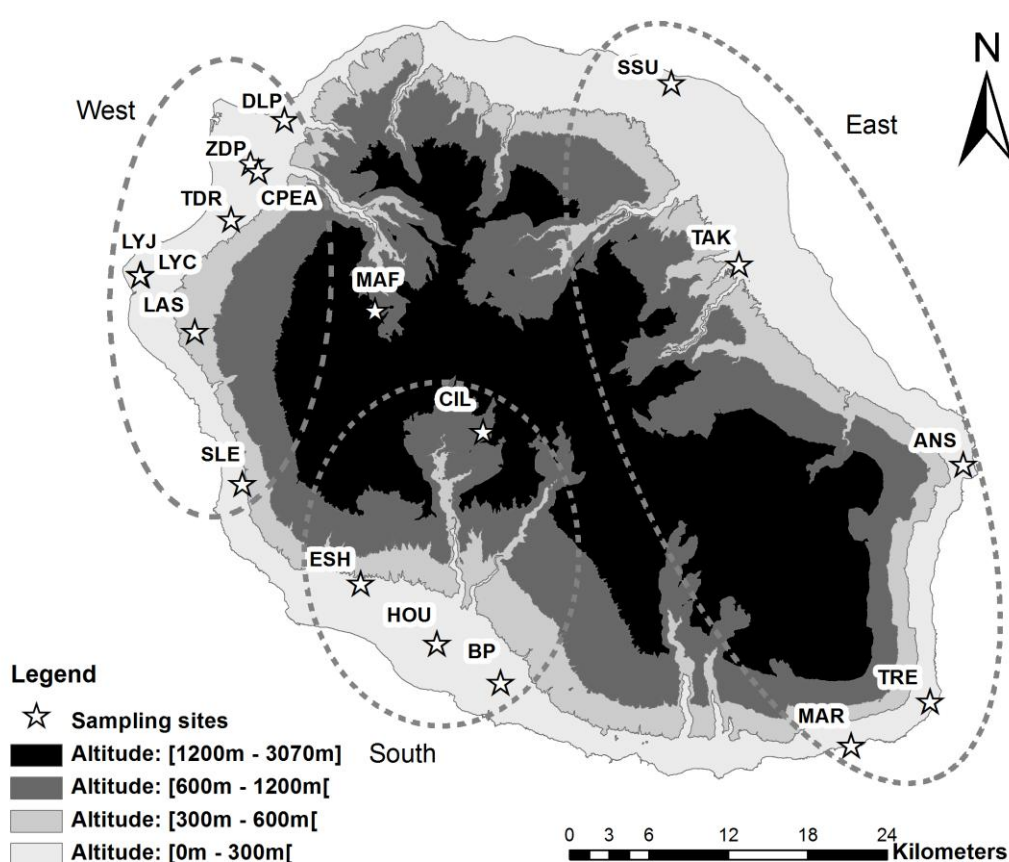 N
SSU
West
DLP
East
ZDP
CPEA
TDR
TAK
LYJ
LYC
MAF
LAS
CIL
ANS
SLE
ESH
HOU
BP
Legend
TRE
Sampling sites
MAR
Altitude: [1200m - 3070m]
South
Altitude: [600m - 1200m[
Altitude: [300m - 600m[
Altitude: [0m - 300m[
0 3 6 12 18 24
Kilometers